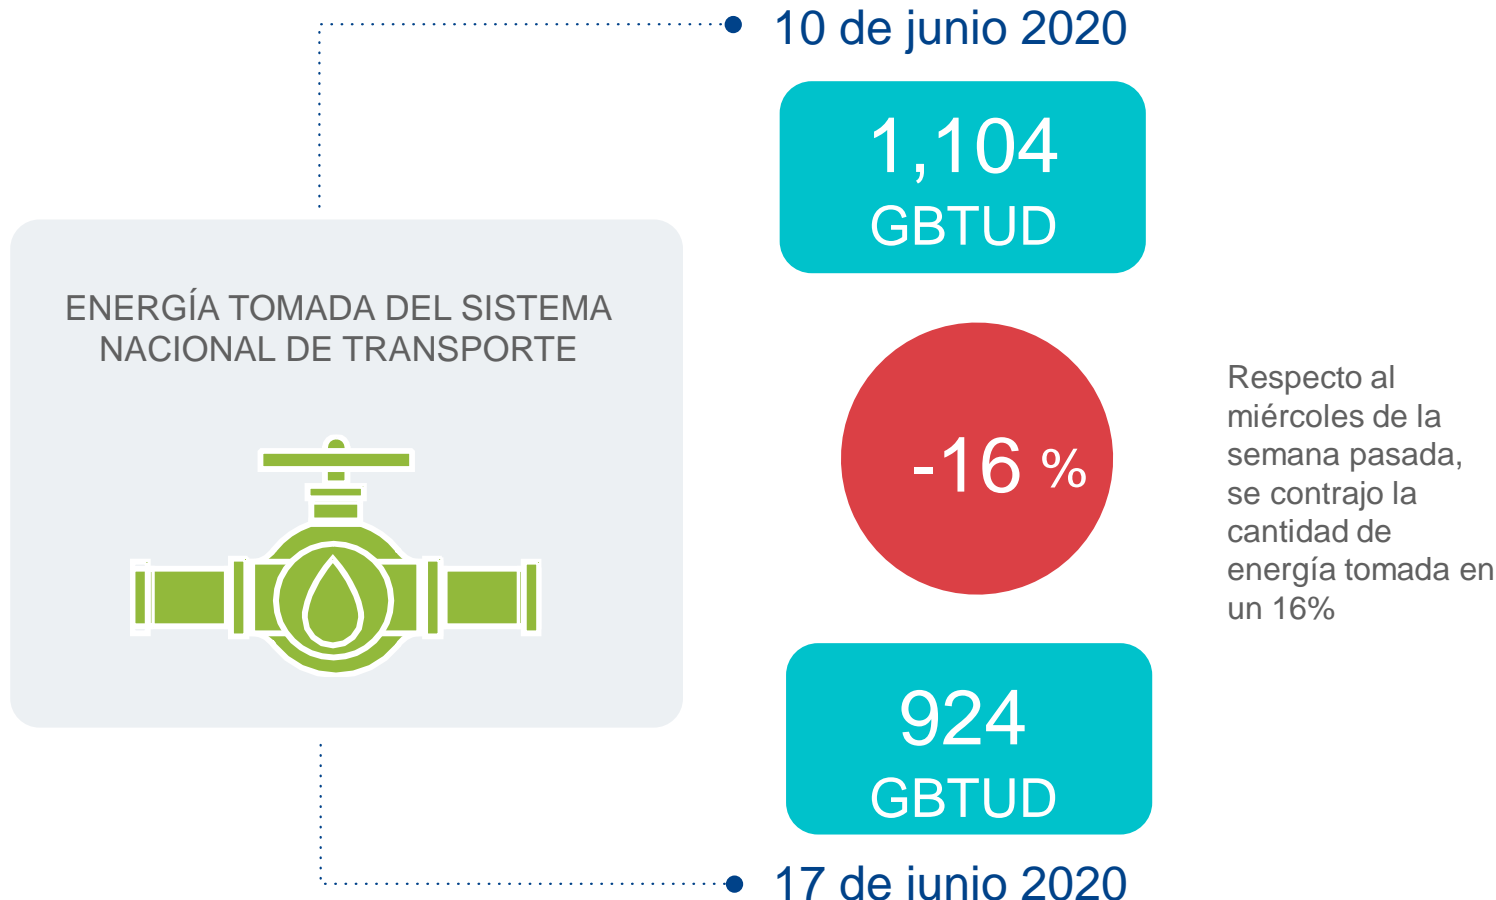 10 de junio 2020
1,104
GBTUD
ENERGÍA TOMADA DEL SISTEMA
NACIONAL DE TRANSPORTE
-16 %
Respecto al
miércoles de la
semana pasada,
se contrajo la
cantidad de
energía tomada en
un 16%
924
GBTUD
17 de junio 2020